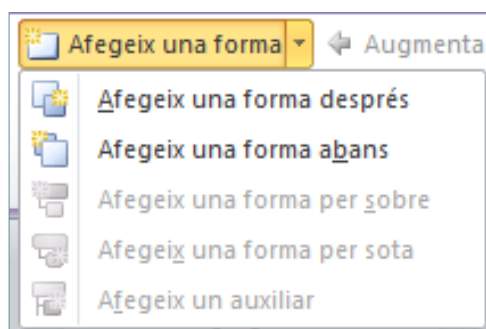 Afegeix una forma Augmenta
Afegeix una forma després
Afegeix una forma abans
Afegeix una forma per sobre
Afegeix una forma per sota
Afegeix un auxiliar